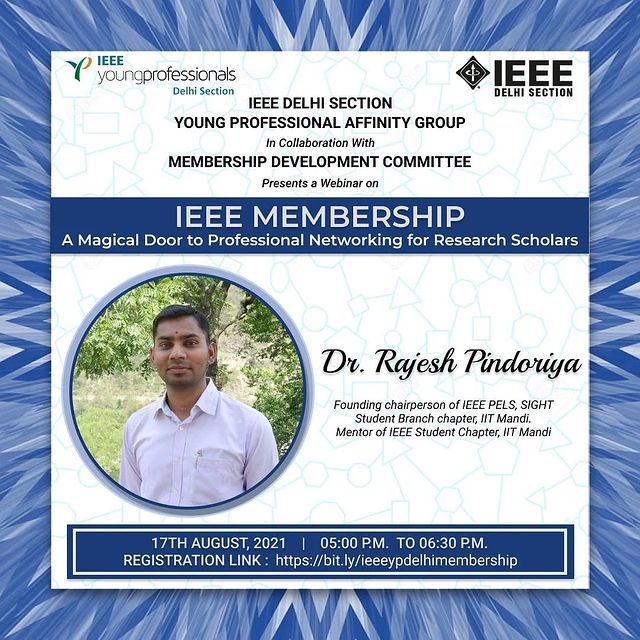 IEEE
youngprofessionals
Delhi Section
IEEE
DELHI SECTION
IEEE DELHI SECTION
YOUNG PROFESSIONAL AFFINITY GROUP
In Collaboration With
MEMBERSHIP DEVELOPMENT COMMITTEE
Presents a Webinar on
IEEE MEMBERSHIP
A Magical Door to Professional Networking for Research Scholars
Dr. Rajesh Pindoriya
Founding chairperson of IEEE PELS, SIGHT
Student Branch chapter, IIT Mandi.
Mentor of IEEE Student Chapter, IIT Mandi
17TH AUGUST, 2021 | 05:00 P.M. TO 06:30 P.M.
REGISTRATION LINK : https://bit.ly/ieeeypdelhimembership